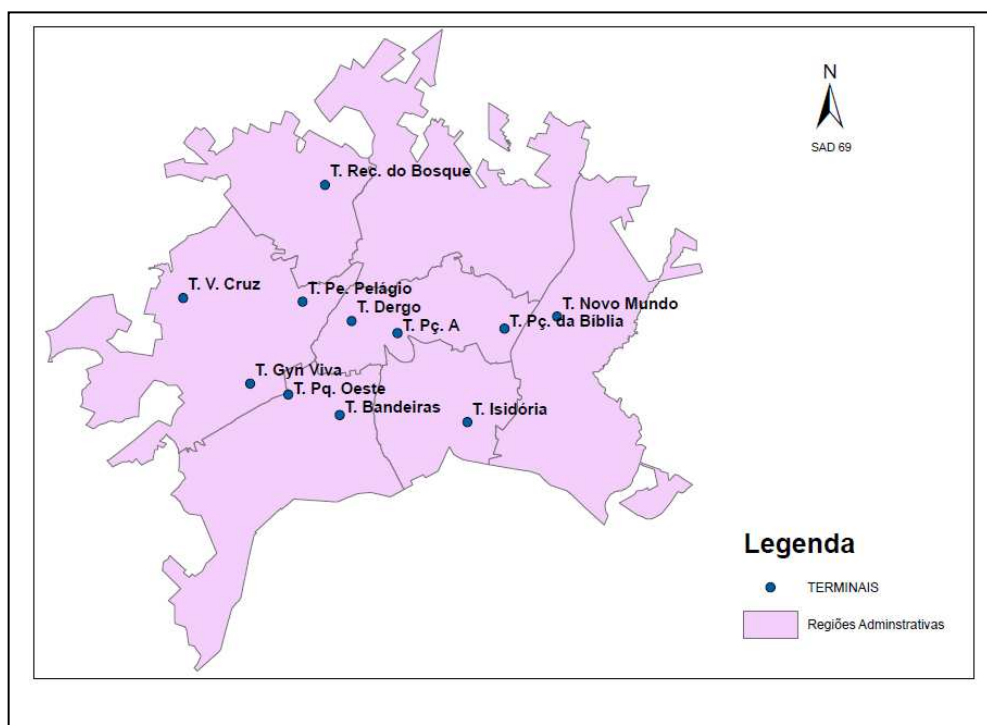 N
SAD 69
T. Rec. do Bosque
T. V. Cruz
T. Pe. Pelágio
T. Dergo
T. Novo Mundo
T. Pç. da Bíblia
T. Pç. A
T. Gyn Viva
T. Pq. Oeste
T. Bandeiras
T. Isidória
Legenda
TERMINAIS
Regiões Adminstrativas